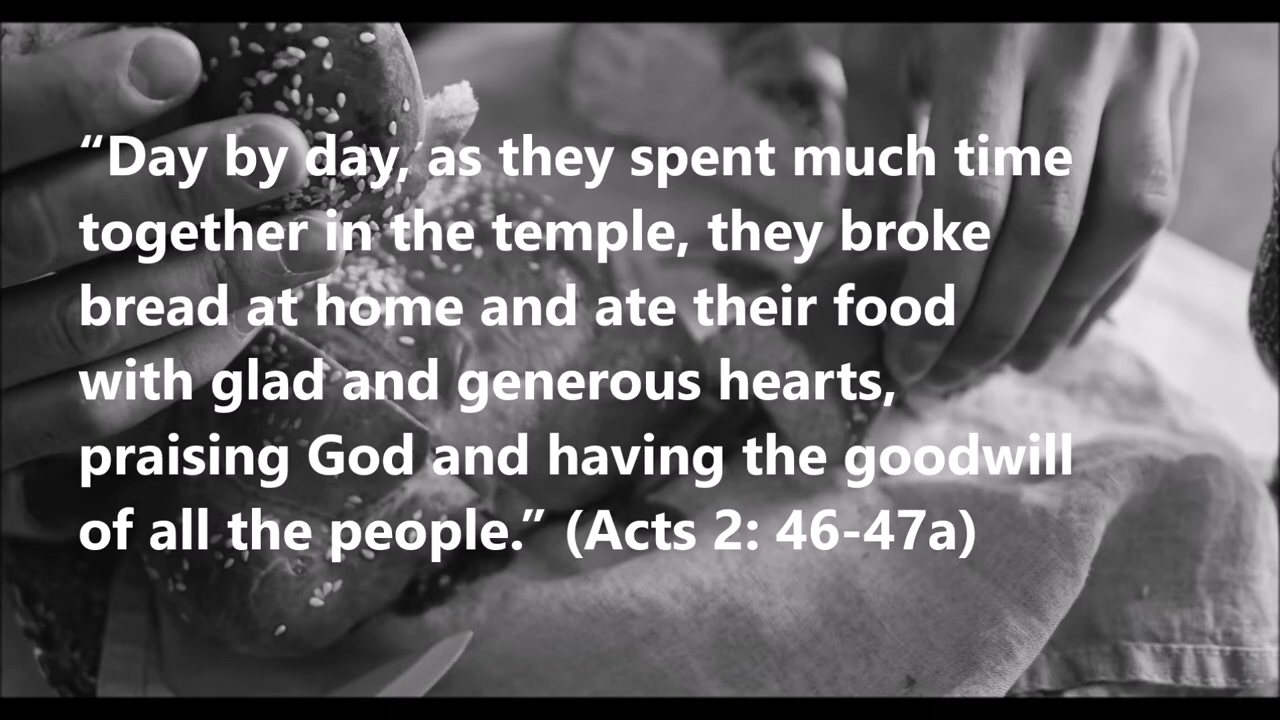 “Day by day, as they spent much time
together in the temple, they broke
bread at home and ate their food
with glad and generous hearts,
praising God and having the goodwill
of all the people.” (Acts 2: 46-47a)